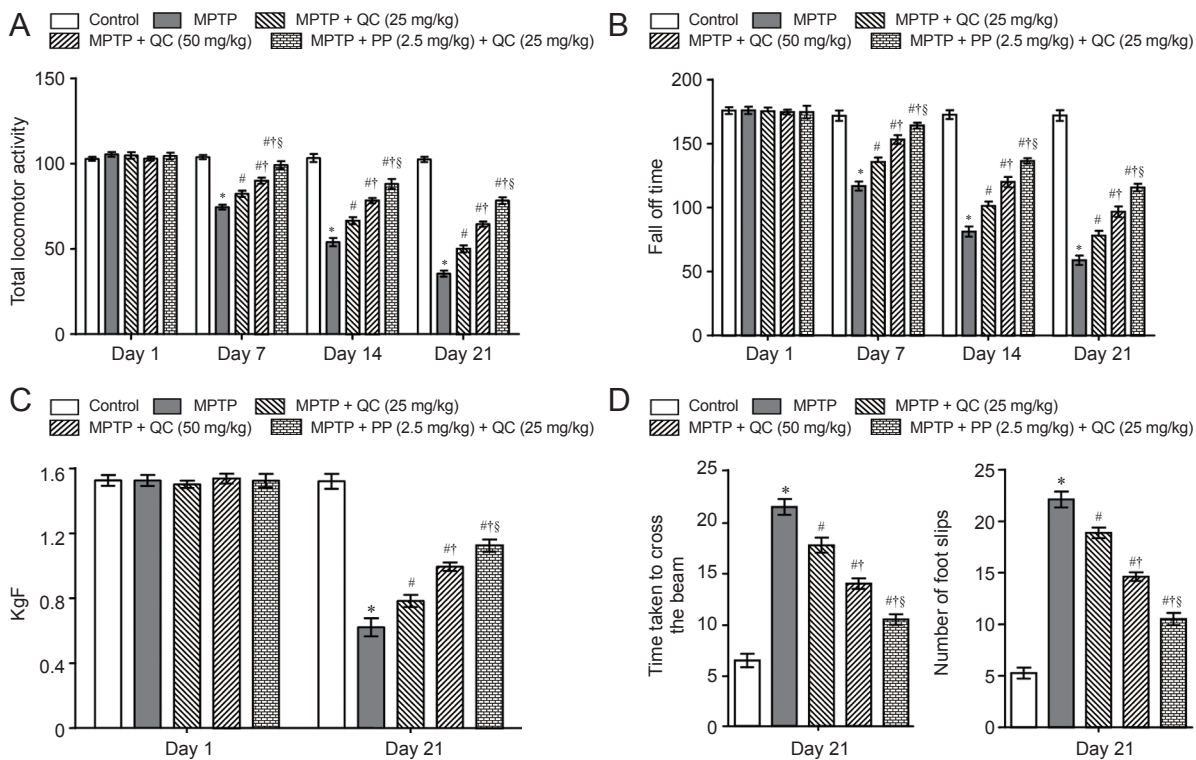 A
Control MPTP MPTP + QC (25 mg/kg)
MPTP + QC (50 mg/kg) MPTP + PP (2.5 mg/kg) + QC (25 mg/kg)
Total locomotor activity
150
100
50
0
* # #† #†§
* # #† #†§
* # #† #†§
Day 1 Day 7 Day 14 Day 21
B
Control MPTP MPTP + QC (25 mg/kg)
MPTP + QC (50 mg/kg) MPTP + PP (2.5 mg/kg) + QC (25 mg/kg)
Fall off time
200
150
100
50
0
* # #† #†§
* # #† #†§
* # #† #†§
Day 1 Day 7 Day 14 Day 21
C
Control MPTP MPTP + QC (25 mg/kg)
MPTP + QC (50 mg/kg) MPTP + PP (2.5 mg/kg) + QC (25 mg/kg)
KgF
1.6
1.2
0.8
0.4
0
* # #† #†§
Day 1 Day 21
D
Control MPTP MPTP + QC (25 mg/kg)
MPTP + QC (50 mg/kg) MPTP + PP (2.5 mg/kg) + QC (25 mg/kg)
Time taken to cross
the beam
25
20
15
10
5
0
* # #† #†§
Day 21
Number of foot slips
25
20
15
10
5
0
* # #† #†§
Day 21